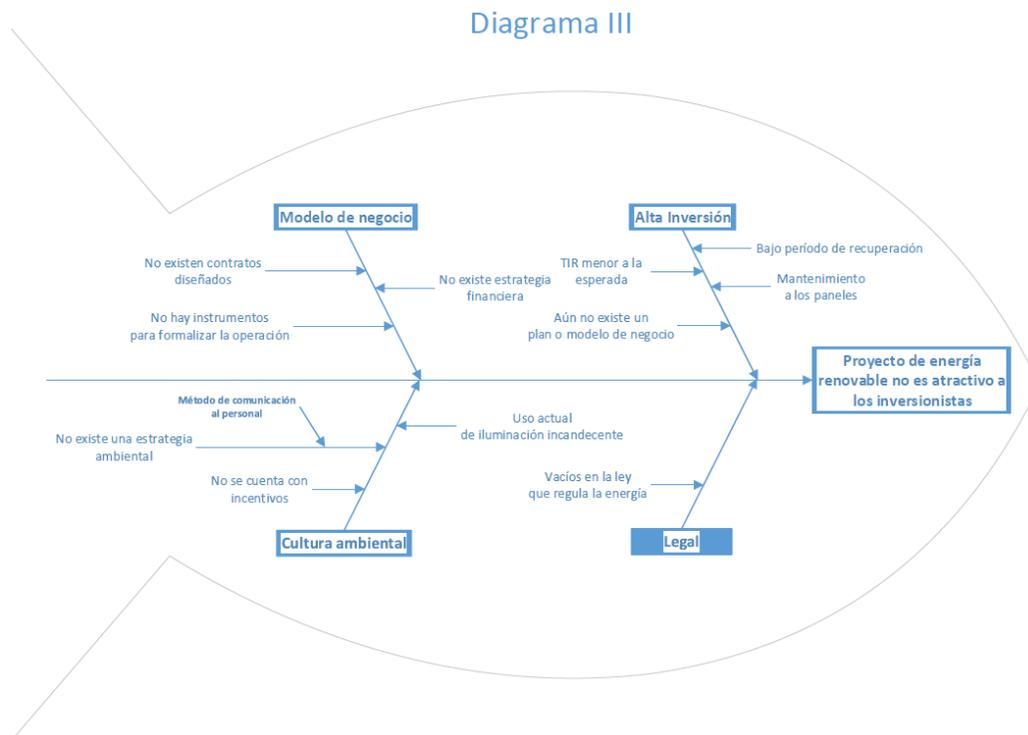 Diagrama III
Modelo de negocio
No existen contratos
diseñados
No existe estrategia
financiera
No hay instrumentos
para formalizar la operación
Alta Inversión
Bajo período de recuperación
TIR menor a la
esperada
Mantenimiento
a los paneles
Aún no existe un
plan o modelo de negocio
Proyecto de energía
renovable no es atractivo a
los inversionistas
Método de comunicación
al personal
No existe una estrategia
ambiental
Uso actual
de iluminación incandecente
No se cuenta con
incentivos
Cultura ambiental
Vacíos en la ley
que regula la energía
Legal